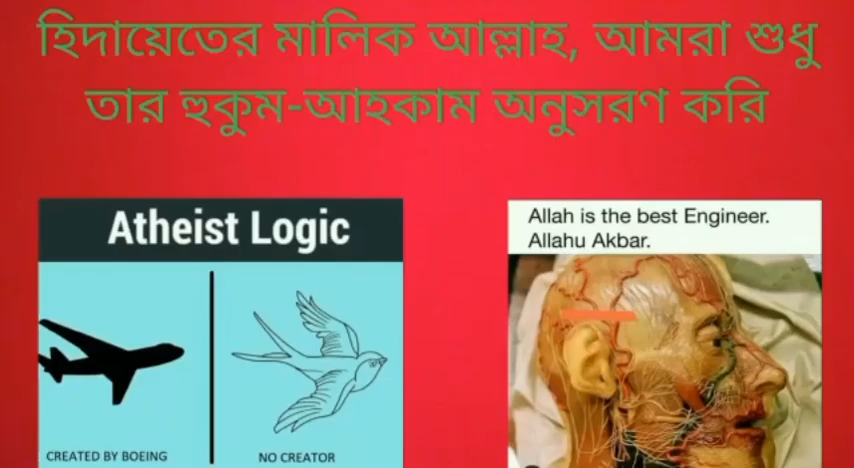 হিদায়েতের মালিক আল্লাহ, আমরা শুধু
তার হুকুম-আহকাম অনুসরণ করি
Atheist Logic
CREATED BY BOEING
NO CREATOR
Allah is the best Engineer.
Allahu Akbar.